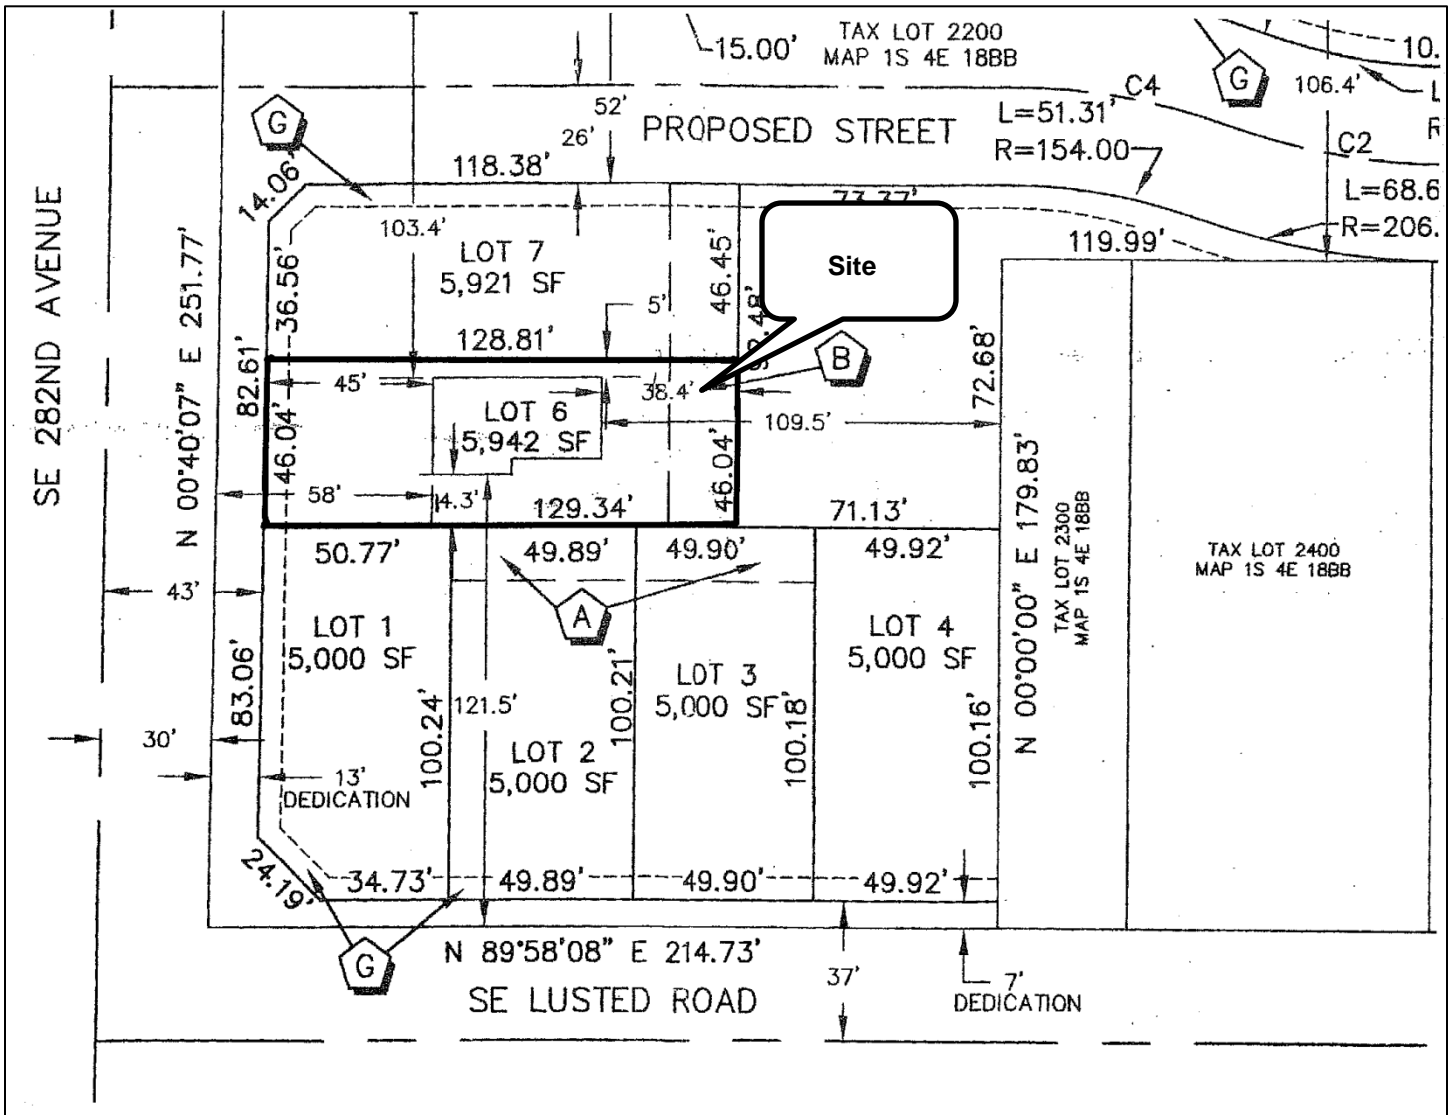 TAX LOT 2200
MAP 1S 4E 18BB
15.00'
10.
G
106.4'
C4
L=51.31'
R=154.00
C2
L=68.6
R=206.
52'
26'
PROPOSED STREET
G
118.38'
14.06'
103.4'
73.37'
119.99'
LOT 7
5,921 SF
36.56'
46.45'
Site
5'
128.81'
B
SE 282ND AVENUE
N 00°40'07" E 251.77'
82.61'
45'
38.4'
LOT 6
5,942 SF
109.5'
72.68'
46.04'
46.04'
58'
14.3'
129.34'
71.13'
50.77'
49.89'
49.90'
49.92'
N 00°00'00" E 179.83'
TAX LOT 2300
MAP 1S 4E 18BB
TAX LOT 2400
MAP 1S 4E 18BB
43'
A
LOT 1
5,000 SF
LOT 4
5,000 SF
LOT 3
5,000 SF
83.06'
100.24'
121.5'
100.21'
100.18'
100.16'
30'
LOT 2
5,000 SF
13'
DEDICATION
24.19'
34.73'
49.89'
49.90'
49.92'
G
N 89°58'08" E 214.73'
37'
7'
DEDICATION
SE LUSTED ROAD